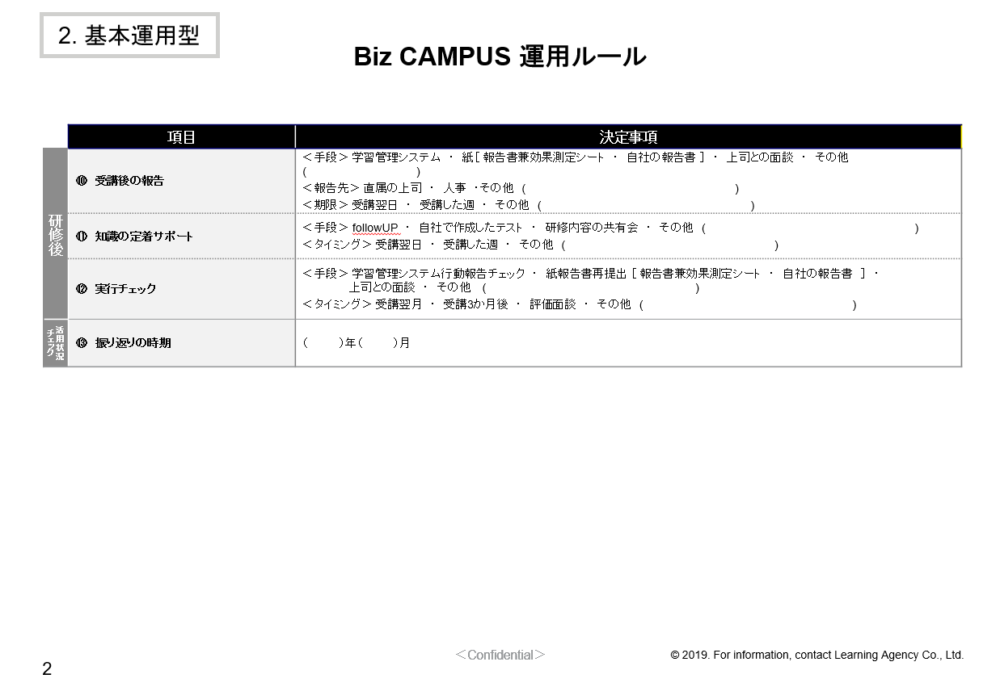 2. 基本運用型
Biz CAMPUS 運用ルール
項目
決定事項
研修後
⑩ 受講後の報告
＜手段＞ 学習管理システム ・ 紙［ 報告書兼効果測定シート ・ 自社の報告書 ］ ・ 上司との面談 ・ その他
( )
＜報告先＞ 直属の上司 ・ 人事 ・その他 ( )
＜期限＞ 受講翌日 ・ 受講した週 ・ その他 ( )
⑪ 知識の定着サポート
＜手段＞ followUP ・ 自社で作成したテスト ・ 研修内容の共有会 ・ その他 ( )
＜タイミング＞ 受講翌日 ・ 受講した週 ・ その他 ( )
⑫ 実行チェック
＜手段＞ 学習管理システム行動報告チェック ・ 紙報告書再提出［ 報告書兼効果測定シート ・ 自社の報告書 ］ ・
上司との面談 ・ その他 ( )
＜タイミング＞ 受講翌月 ・ 受講3か月後 ・ 評価面談 ・ その他 ( )
活用状況チェック
⑬ 振り返りの時期
( )年( )月
＜Confidential＞
© 2019. For information, contact Learning Agency Co., Ltd.
2